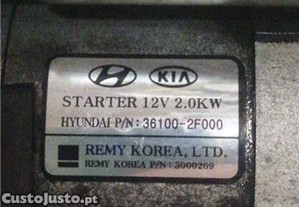 KIA
STARTER 12V 2.0KW
HYUNDAI P/N: 36100-2F000
REMY KOREA, LTD.
REMY KOREA P/N : 3000269
CustoJusto.pt